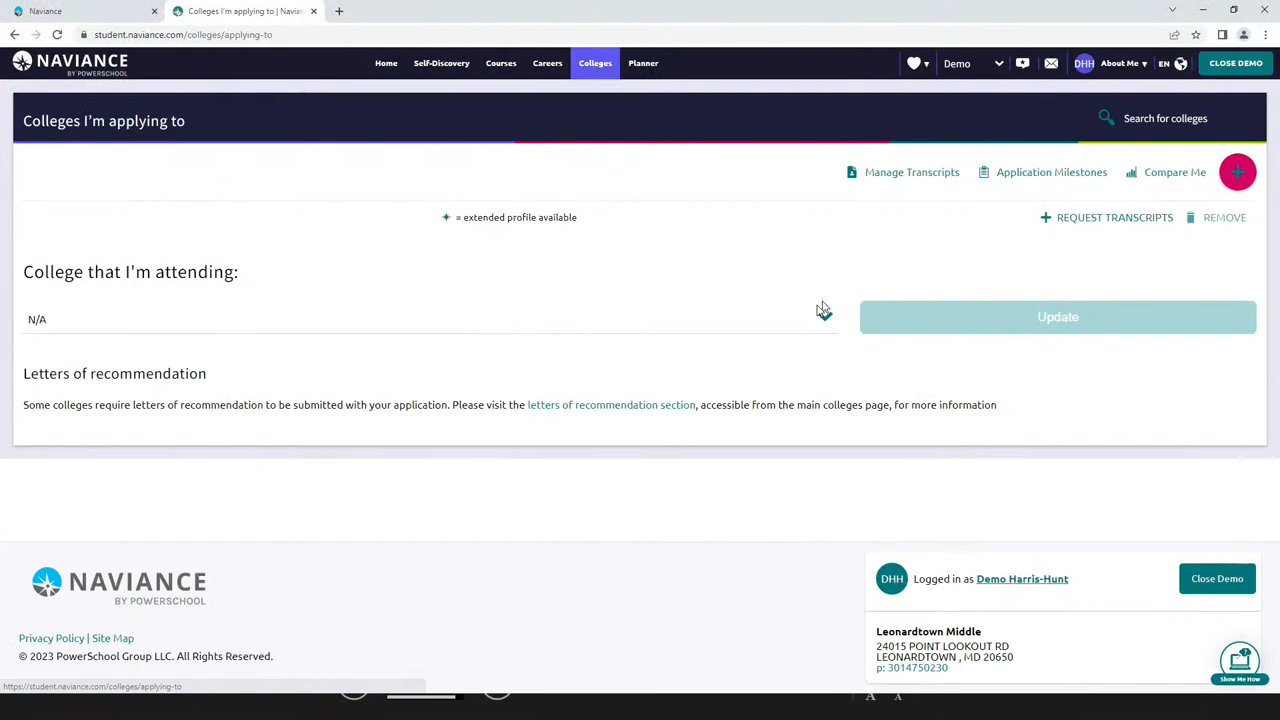 Naviance
Colleges I'm applying to | Navian
student.naviance.com/colleges/applying-to
NAVIANCE
BY POWERSCHOOL
Home
Self-Discovery
Courses
Careers
Colleges
Planner
Demo
DHH
About Me
EN
CLOSE DEMO
Colleges I'm applying to
Search for colleges
Manage Transcripts
Application Milestones
Compare Me
= extended profile available
REQUEST TRANSCRIPTS
REMOVE
College that I'm attending:
N/A
Update
Letters of recommendation
Some colleges require letters of recommendation to be submitted with your application. Please visit the letters of recommendation section, accessible from the main colleges page, for more information
NAVIANCE
BY POWERSCHOOL
DHH
Logged in as Demo Harris-Hunt
Close Demo
Privacy Policy | Site Map
© 2023 PowerSchool Group LLC. All Rights Reserved.
Leonardtown Middle
24015 POINT LOOKOUT RD
LEONARDTOWN , MD 20650
p: 3014750230
Show Me How
https://student.naviance.com/colleges/applying-to
A A